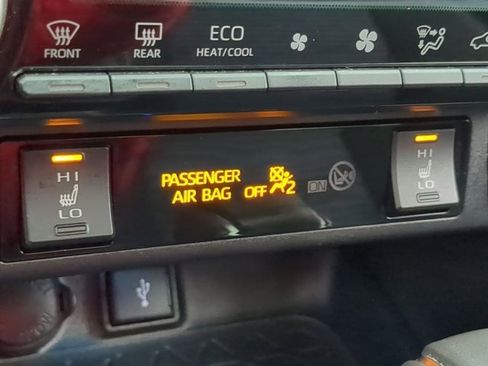 FRONT
REAR
ECO
HEAT/COOL
HI
LO
PASSENGER
AIR BAG OFF 2 ON
HI
LO